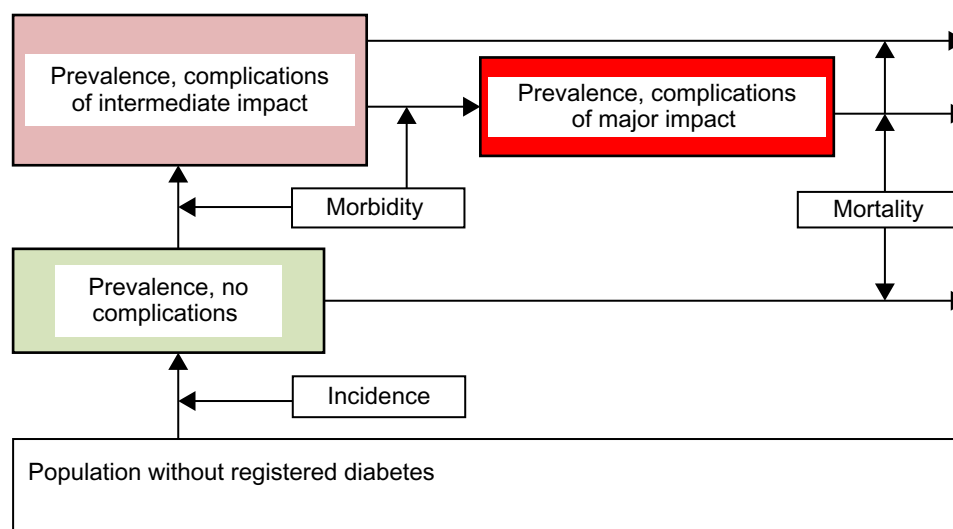 Prevalence, complications
of intermediate impact
Prevalence, complications
of major impact
Morbidity
Mortality
Prevalence, no
complications
Incidence
Population without registered diabetes